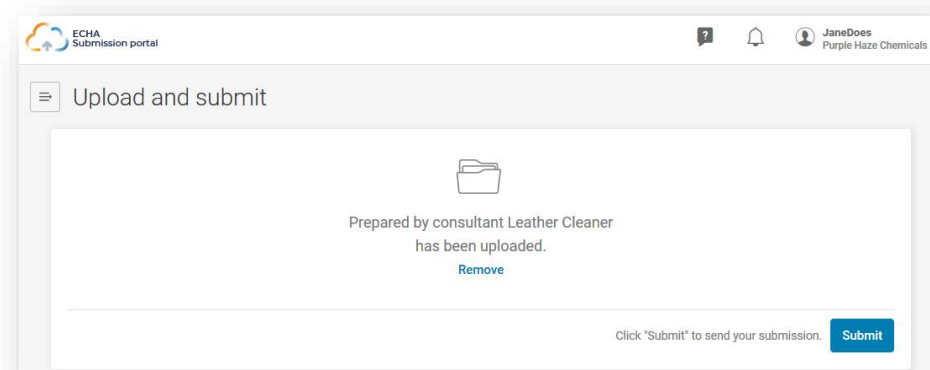 ECHA
Submission portal
?
JaneDoes
Purple Haze Chemicals
Upload and submit
Prepared by consultant Leather Cleaner
has been uploaded.
Remove
Click "Submit" to send your submission.
Submit